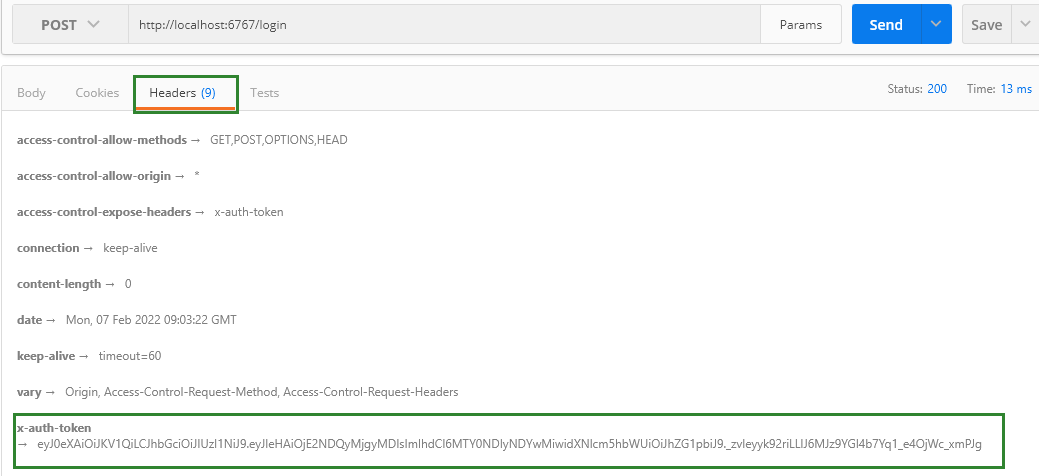 POST http://localhost:6767/login Params Send Save
Body Cookies Headers (9) Tests Status: 200 Time: 13 ms
access-control-allow-methods → GET,POST,OPTIONS,HEAD
access-control-allow-origin → *
access-control-expose-headers → x-auth-token
connection → keep-alive
content-length → 0
date → Mon, 07 Feb 2022 09:03:22 GMT
keep-alive → timeout=60
vary → Origin, Access-Control-Request-Method, Access-Control-Request-Headers
x-auth-token
→ eyJ0eXAiOiJKV1QiLCJhbGciOiJIUzI1NiJ9.eyJleHAiOjE2NDQyMjgyMDIsImlhdCI6MTY0NDIyNDYwMiwidXNlcm5hbWUiOiJhZG1pbiJ9._zvleyyk92riLLIJ6MJz9YGl4b7Yq1_e4OjWc_xmPJg